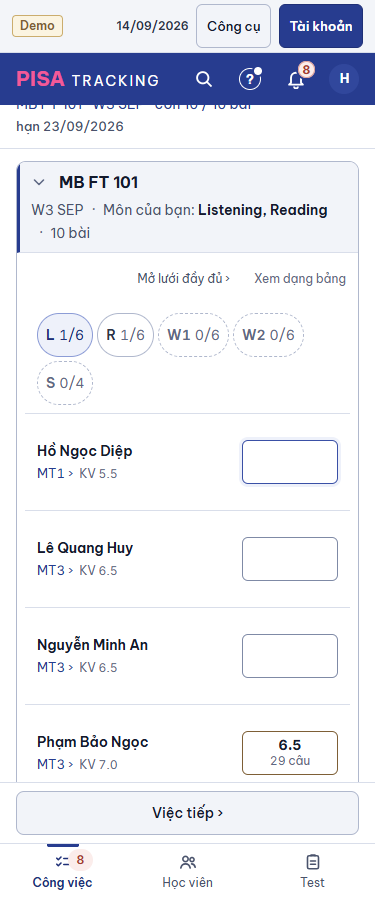 Demo
14/09/2026
Công cụ
Tài khoản
PISA TRACKING
?
8
H
hạn 23/09/2026
MB FT 101
W3 SEP · Môn của bạn: Listening, Reading
· 10 bài
Mở lưới đầy đủ ›
Xem dạng bảng
L 1/6
R 1/6
W1 0/6
W2 0/6
S 0/4
Hồ Ngọc Diệp
MT1 › KV 5.5
Lê Quang Huy
MT3 › KV 6.5
Nguyễn Minh An
MT3 › KV 6.5
Phạm Bảo Ngọc
MT3 › KV 7.0
6.5
29 câu
Việc tiếp ›
8
Công việc
Học viên
Test